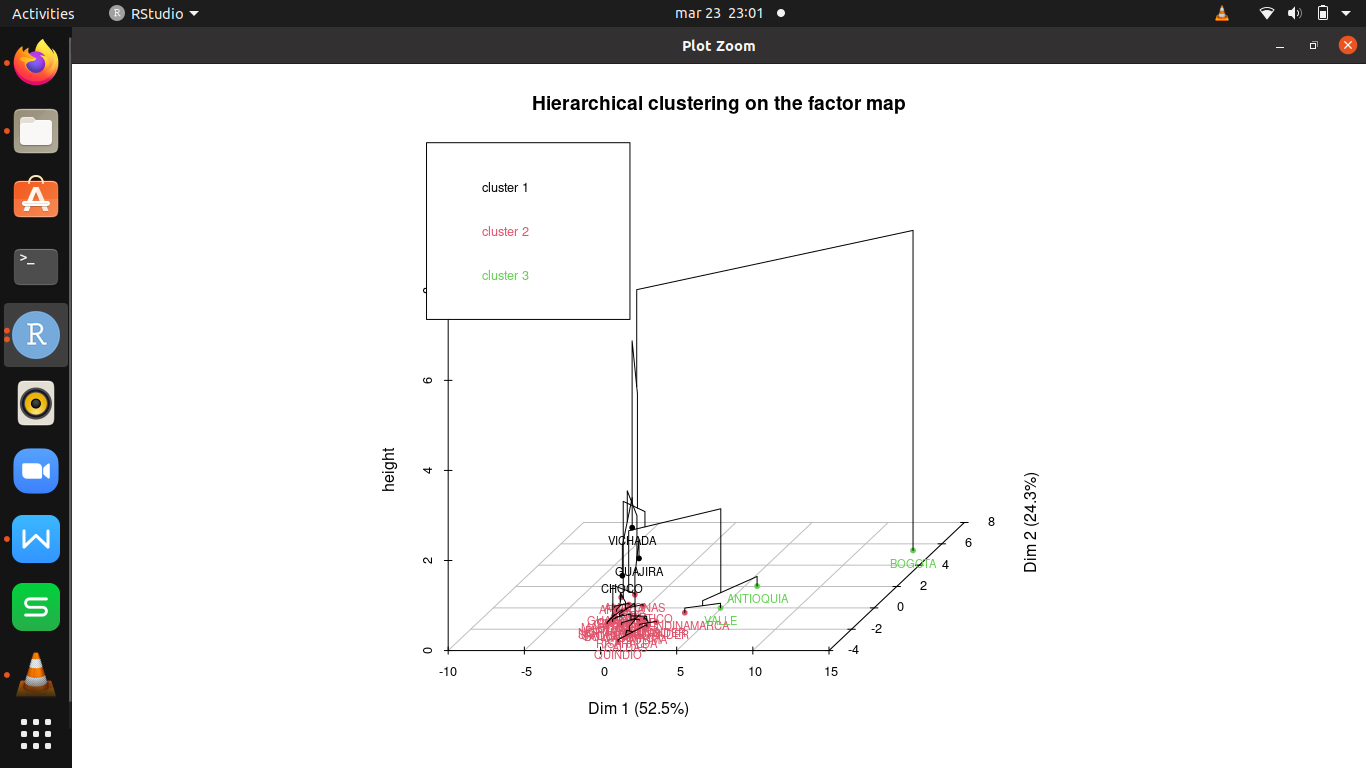 Activities
RStudio
mar 23 23:01
Plot Zoom
Hierarchical clustering on the factor map
cluster 1
cluster 2
cluster 3
6
4
2
0
height
VICHADA
GUAJIRA
CHOCO
BOGOTA
ANTIOQUIA
VALLE
QUINDIO
8
6
4
2
0
-2
-4
Dim 2 (24.3%)
-10
-5
0
5
10
15
Dim 1 (52.5%)